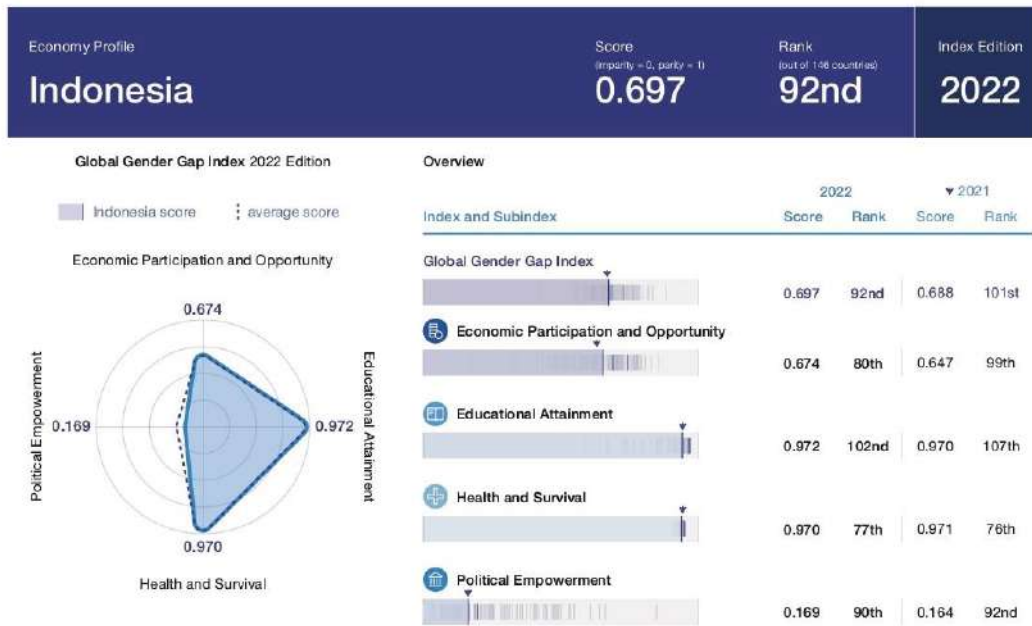 Economy Profile
Indonesia
Score
(imparity = 0, parity = 1)
0.697
Rank
(out of 146 countries)
92nd
Index Edition
2022
Global Gender Gap Index 2022 Edition
Indonesia score
average score
Economic Participation and Opportunity
0.674
Political Empowerment
0.169
0.972
Educational Attainment
0.970
Health and Survival
Overview
2022
▼ 2021
Index and Subindex
Score Rank Score Rank
Global Gender Gap Index
0.697 92nd 0.688 101st
Economic Participation and Opportunity
0.674 80th 0.647 99th
Educational Attainment
0.972 102nd 0.970 107th
Health and Survival
0.970 77th 0.971 76th
Political Empowerment
0.169 90th 0.164 92nd